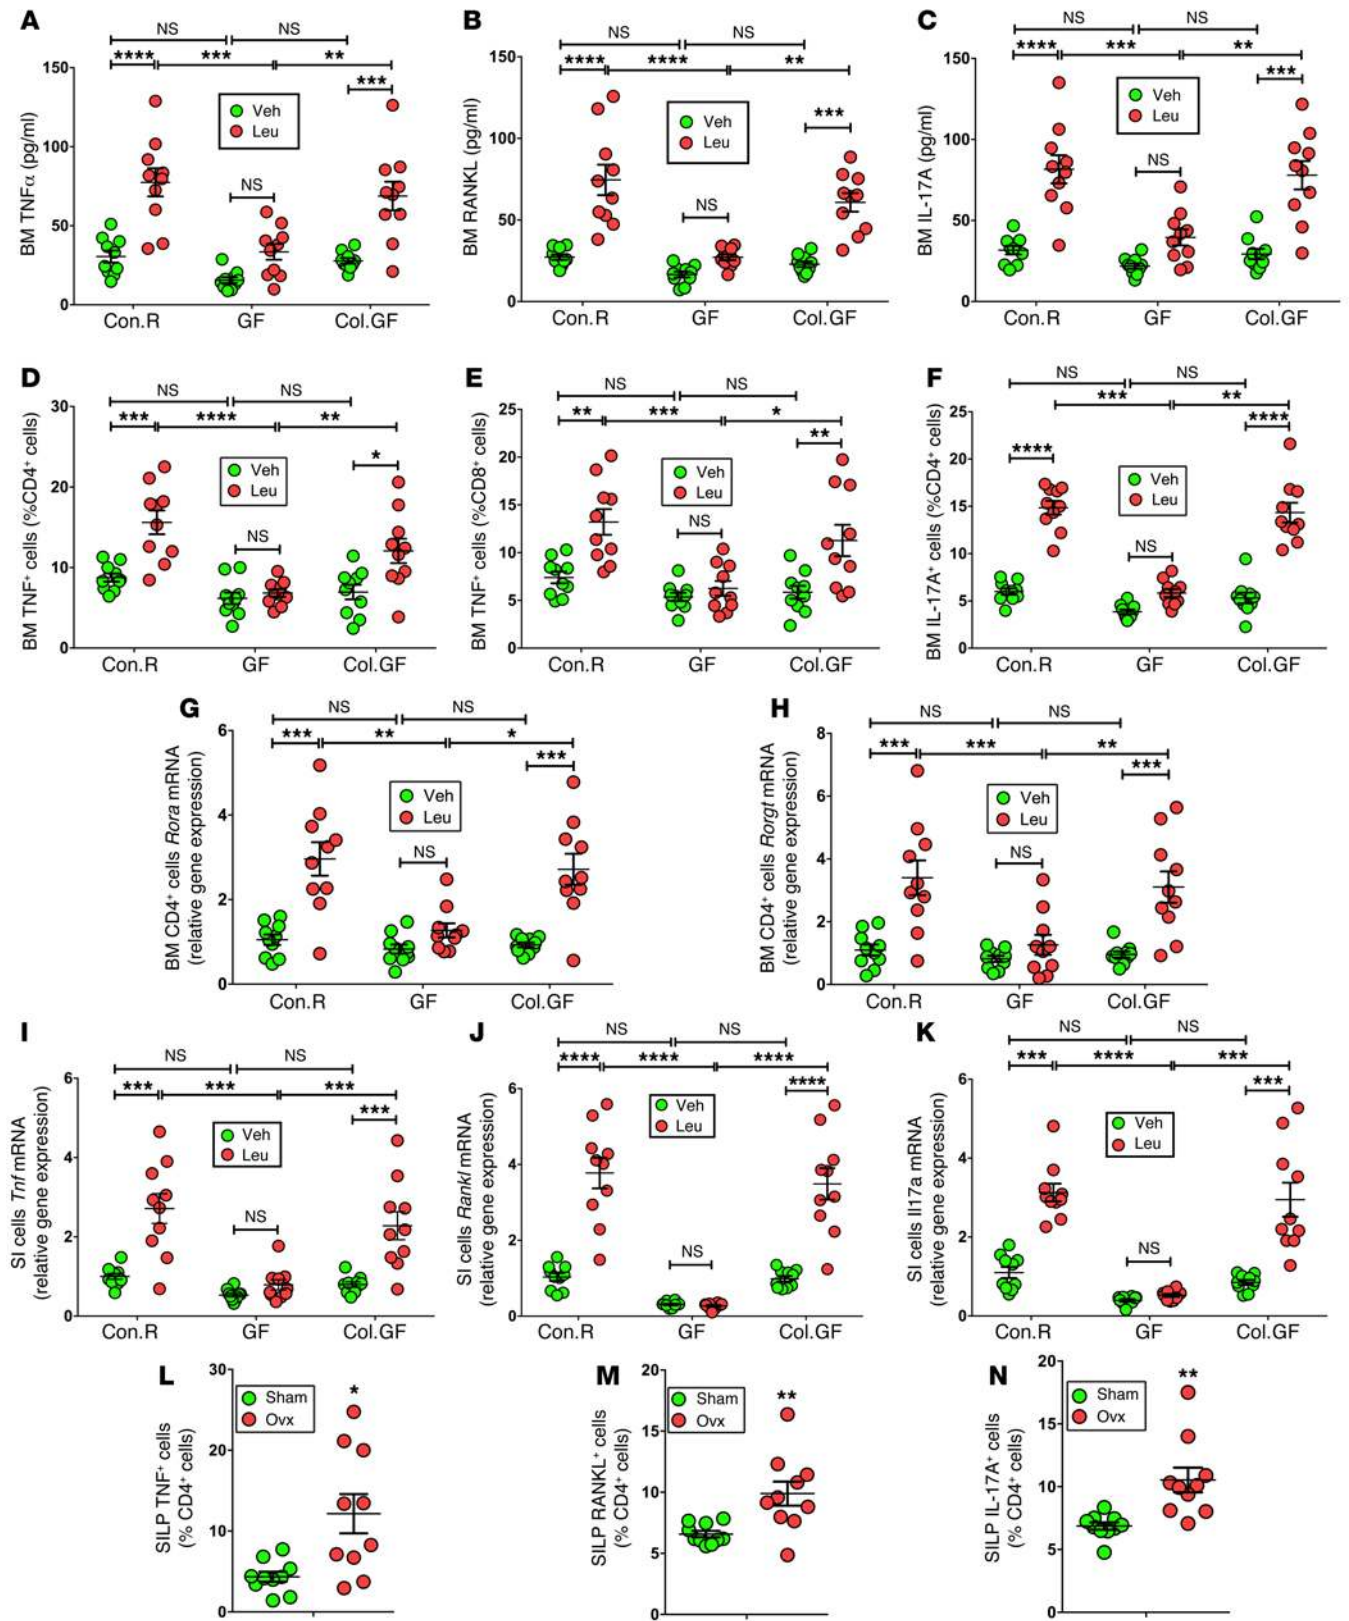 A
NS NS
**** *** **
***
BM TNFα (pg/ml)
150
100
50
0
Veh
Leu
NS
Con.R GF Col.GF
B
NS NS
**** **** **
***
BM RANKL (pg/ml)
150
100
50
0
Veh
Leu
NS
Con.R GF Col.GF
C
NS NS
**** *** **
***
BM IL-17A (pg/ml)
150
100
50
0
Veh
Leu
NS
Con.R GF Col.GF
D
NS NS
*** **** **
*
BM TNF⁺ cells (%CD4⁺ cells)
30
20
10
0
Veh
Leu
NS
Con.R GF Col.GF
E
NS NS
** *** *
**
BM TNF⁺ cells (%CD8⁺ cells)
25
20
15
10
5
0
Veh
Leu
NS
Con.R GF Col.GF
F
NS NS
*** **
****
****
BM IL-17A⁺ cells (%CD4⁺ cells)
25
20
15
10
5
0
Veh
Leu
NS
Con.R GF Col.GF
G
NS NS
*** ** *
***
BM CD4⁺ cells Rora mRNA
(relative gene expression)
6
4
2
0
Veh
Leu
NS
Con.R GF Col.GF
H
NS NS
*** *** **
***
BM CD4⁺ cells Rorgt mRNA
(relative gene expression)
8
6
4
2
0
Veh
Leu
NS
Con.R GF Col.GF
I
NS NS
*** *** ***
***
SI cells Tnf mRNA
(relative gene expression)
6
4
2
0
Veh
Leu
NS
Con.R GF Col.GF
J
NS NS
**** **** ****
****
SI cells Rankl mRNA
(relative gene expression)
6
4
2
0
Veh
Leu
NS
Con.R GF Col.GF
K
NS NS
*** **** ***
***
SI cells Il17a mRNA
(relative gene expression)
6
4
2
0
Veh
Leu
NS
Con.R GF Col.GF
L
SILP TNF⁺ cells
(% CD4⁺ cells)
30
20
10
0
Sham
Ovx
*
M
SILP RANKL⁺ cells
(% CD4⁺ cells)
20
15
10
5
0
Sham
Ovx
**
N
SILP IL-17A⁺ cells
(% CD4⁺ cells)
20
15
10
5
0
Sham
Ovx
**